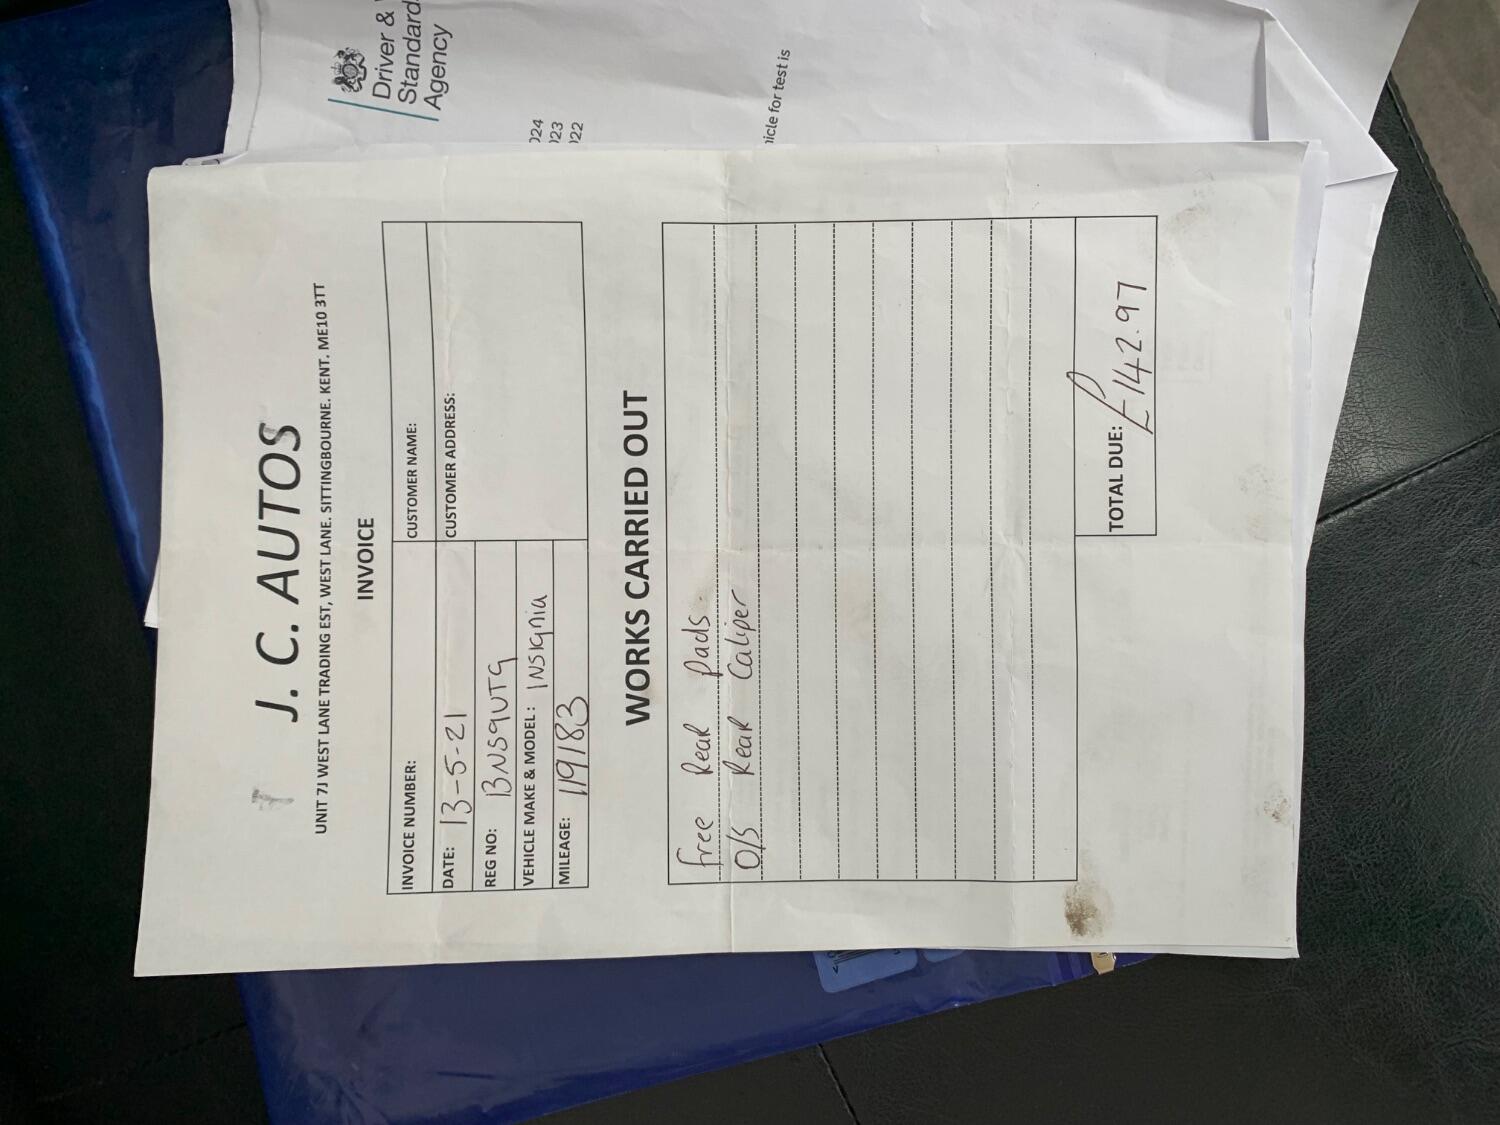 Driver &
Standard
Agency
024
023
022
icle for test is
J. C. AUTOS
UNIT 7J WEST LANE TRADING EST, WEST LANE. SITTINGBOURNE. KENT. ME10 3TT
INVOICE
INVOICE NUMBER:
CUSTOMER NAME:
DATE: 13-5-21
CUSTOMER ADDRESS:
REG NO: BN59UTG
VEHICLE MAKE & MODEL: INSIGNIA
MILEAGE: 119183
WORKS CARRIED OUT
free Rear Pads
O/S Rear Caliper
TOTAL DUE: £142.97